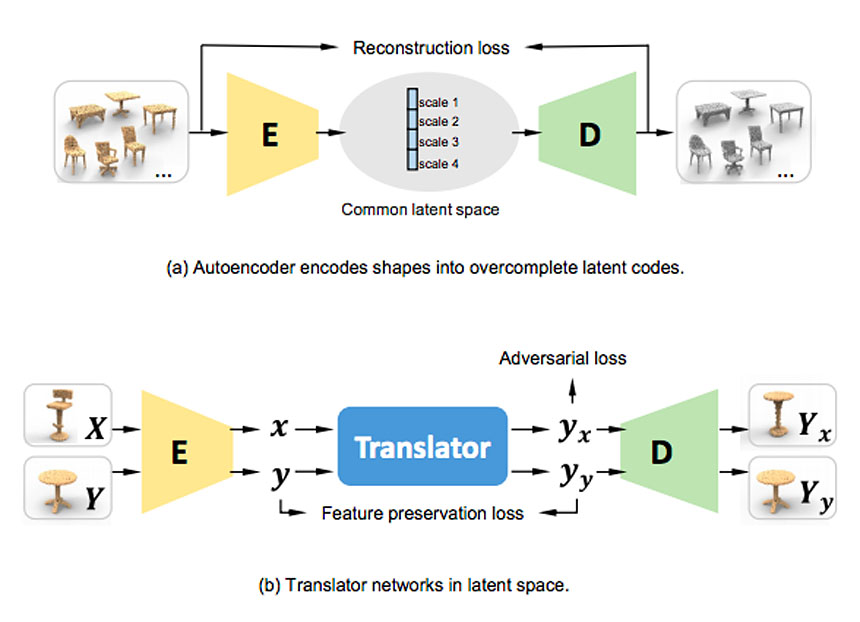 Reconstruction loss
E
scale 1
scale 2
scale 3
scale 4
D
...
...
Common latent space
(a) Autoencoder encodes shapes into overcomplete latent codes.
Adversarial loss
X
x
Translator
y_x
Y_x
E
D
Y
y
y_y
Y_y
Feature preservation loss
(b) Translator networks in latent space.